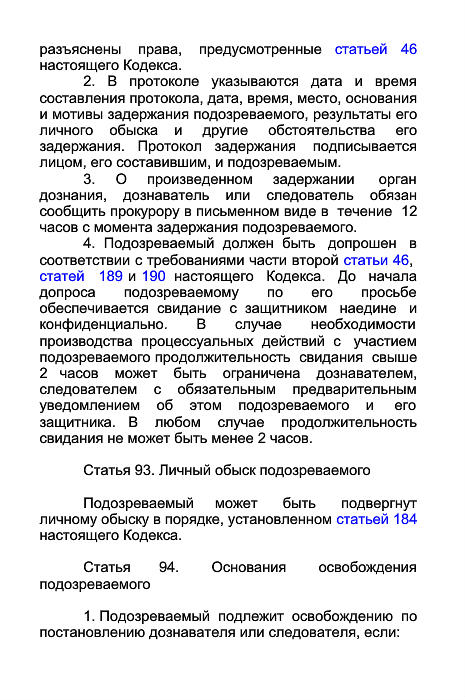 разъяснены права, предусмотренные статьей 46
настоящего Кодекса.
2. В протоколе указываются дата и время
составления протокола, дата, время, место, основания
и мотивы задержания подозреваемого, результаты его
личного обыска и другие обстоятельства его
задержания. Протокол задержания подписывается
лицом, его составившим, и подозреваемым.
3. О произведенном задержании орган
дознания, дознаватель или следователь обязан
сообщить прокурору в письменном виде в течение 12
часов с момента задержания подозреваемого.
4. Подозреваемый должен быть допрошен в
соответствии с требованиями части второй статьи 46,
статей 189 и 190 настоящего Кодекса. До начала
допроса подозреваемому по его просьбе
обеспечивается свидание с защитником наедине и
конфиденциально. В случае необходимости
производства процессуальных действий с участием
подозреваемого продолжительность свидания свыше
2 часов может быть ограничена дознавателем,
следователем с обязательным предварительным
уведомлением об этом подозреваемого и его
защитника. В любом случае продолжительность
свидания не может быть менее 2 часов.
Статья 93. Личный обыск подозреваемого
Подозреваемый может быть подвергнут
личному обыску в порядке, установленном статьей 184
настоящего Кодекса.
Статья 94. Основания освобождения
подозреваемого
1. Подозреваемый подлежит освобождению по
постановлению дознавателя или следователя, если: